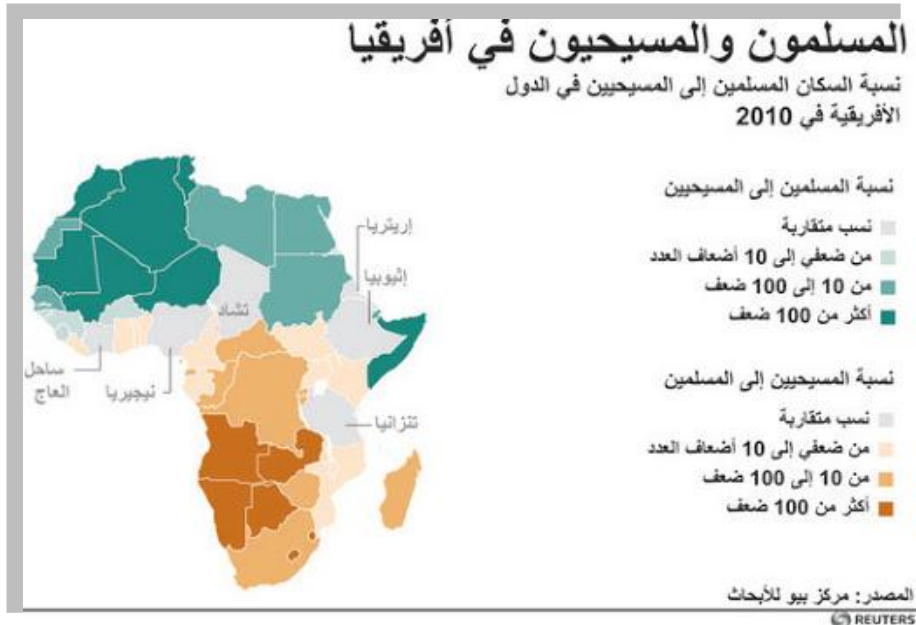 المسلمون والمسيحيون في أفريقيا
نسبة السكان المسلمين إلى المسيحيين في الدول
الأفريقية في 2010
نسبة المسلمين إلى المسيحيين
نسب متقاربة
من ضعفي إلى 10 أضعاف العدد
من 10 إلى 100 ضعف
أكثر من 100 ضعف
نسبة المسيحيين إلى المسلمين
نسب متقاربة
من ضعفي إلى 10 أضعاف العدد
من 10 إلى 100 ضعف
أكثر من 100 ضعف
إريتريا
إثيوبيا
تشاد
ساحل
العاج
نيجيريا
تنزانيا
المصدر: مركز بيو للأبحاث
REUTERS